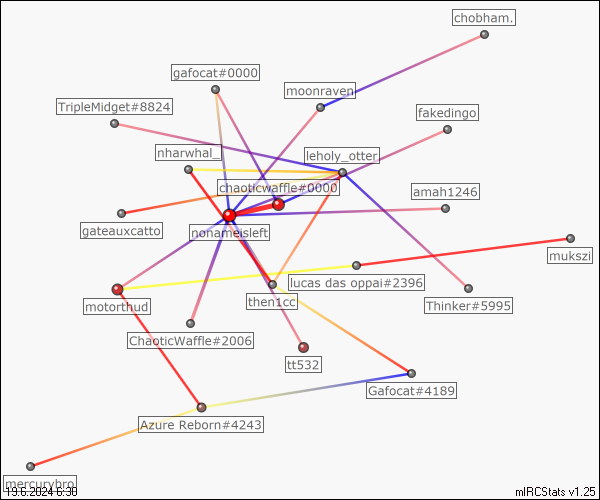 chobham.
gafocat#0000
moonraven
TripleMidget#8824
fakedingo
nharwhal_
leholy_otter
chaoticwaffle#0000
amah1246
gateauxcatto
nonameisleft
mukszi
lucas das oppai#2396
motorthud
then1cc
Thinker#5995
ChaoticWaffle#2006
tt532
Gafocat#4189
Azure Reborn#4243
mercurybro
19.6.2024 6:30
mIRCStats v1.25